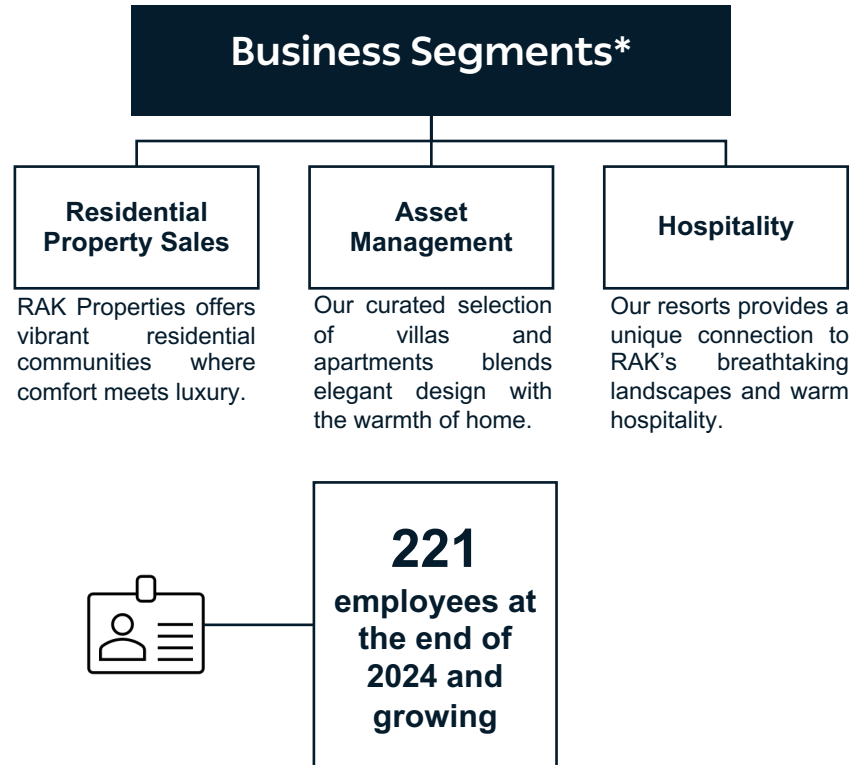 Business Segments*
Residential
Property Sales
RAK Properties offers
vibrant residential
communities where
comfort meets luxury.
Asset
Management
Our curated selection
of villas and
apartments blends
elegant design with
the warmth of home.
Hospitality
Our resorts provides a
unique connection to
RAK's breathtaking
landscapes and warm
hospitality.
221
employees at
the end of
2024 and
growing